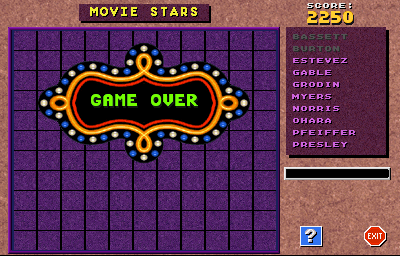 MOVIE STARS
SCORE:
2250
BASSETT
BURTON
ESTEVEZ
GABLE
GRODIN
MYERS
NORRIS
OHARA
PFEIFFER
PRESLEY
GAME OVER
?
EXIT